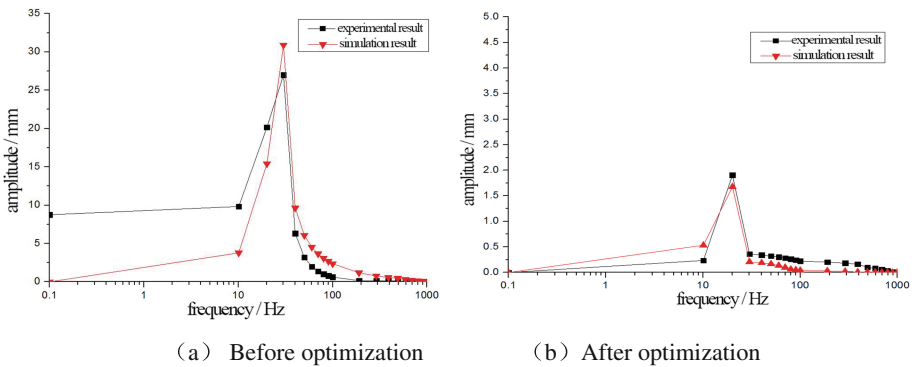 35
30
25
20
15
10
5
0
amplitude / mm
experimental result
simulation result
0.1
1
10
100
1000
frequency / Hz
(a) Before optimization
5.0
4.5
4.0
3.5
3.0
2.5
2.0
1.5
1.0
0.5
0.0
amplitude / mm
experimental result
simulation result
0.1
1
10
100
1000
frequency / Hz
(b) After optimization